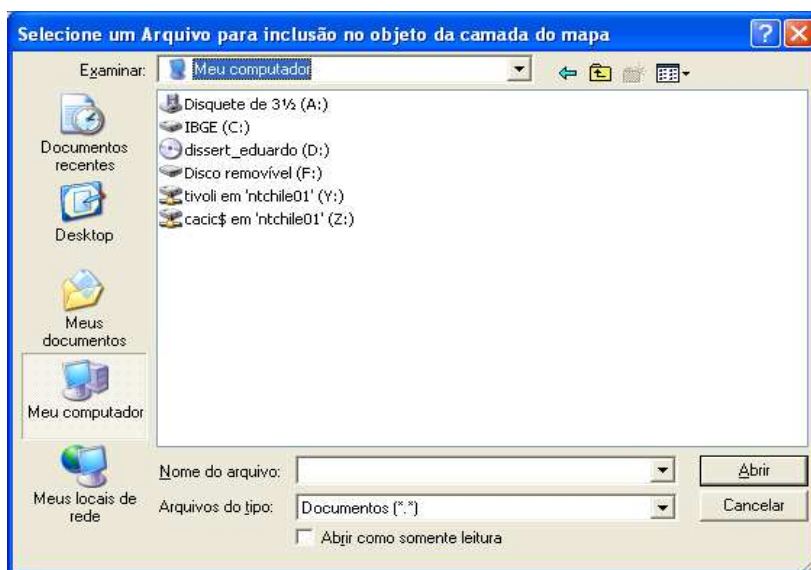 Selecione um Arquivo para inclusão no objeto da camada do mapa
Examinar:
Meu computador
Documentos
recentes
Desktop
Meus
documentos
Meu computador
Meus locais de
rede
Disquete de 3½ (A:)
IBGE (C:)
dissert_eduardo (D:)
Disco removível (F:)
tivoli em 'ntchile01' (Y:)
cacic$ em 'ntchile01' (Z:)
Nome do arquivo:
Abrir
Arquivos do tipo: Documentos (*.*)
Cancelar
Abrir como somente leitura